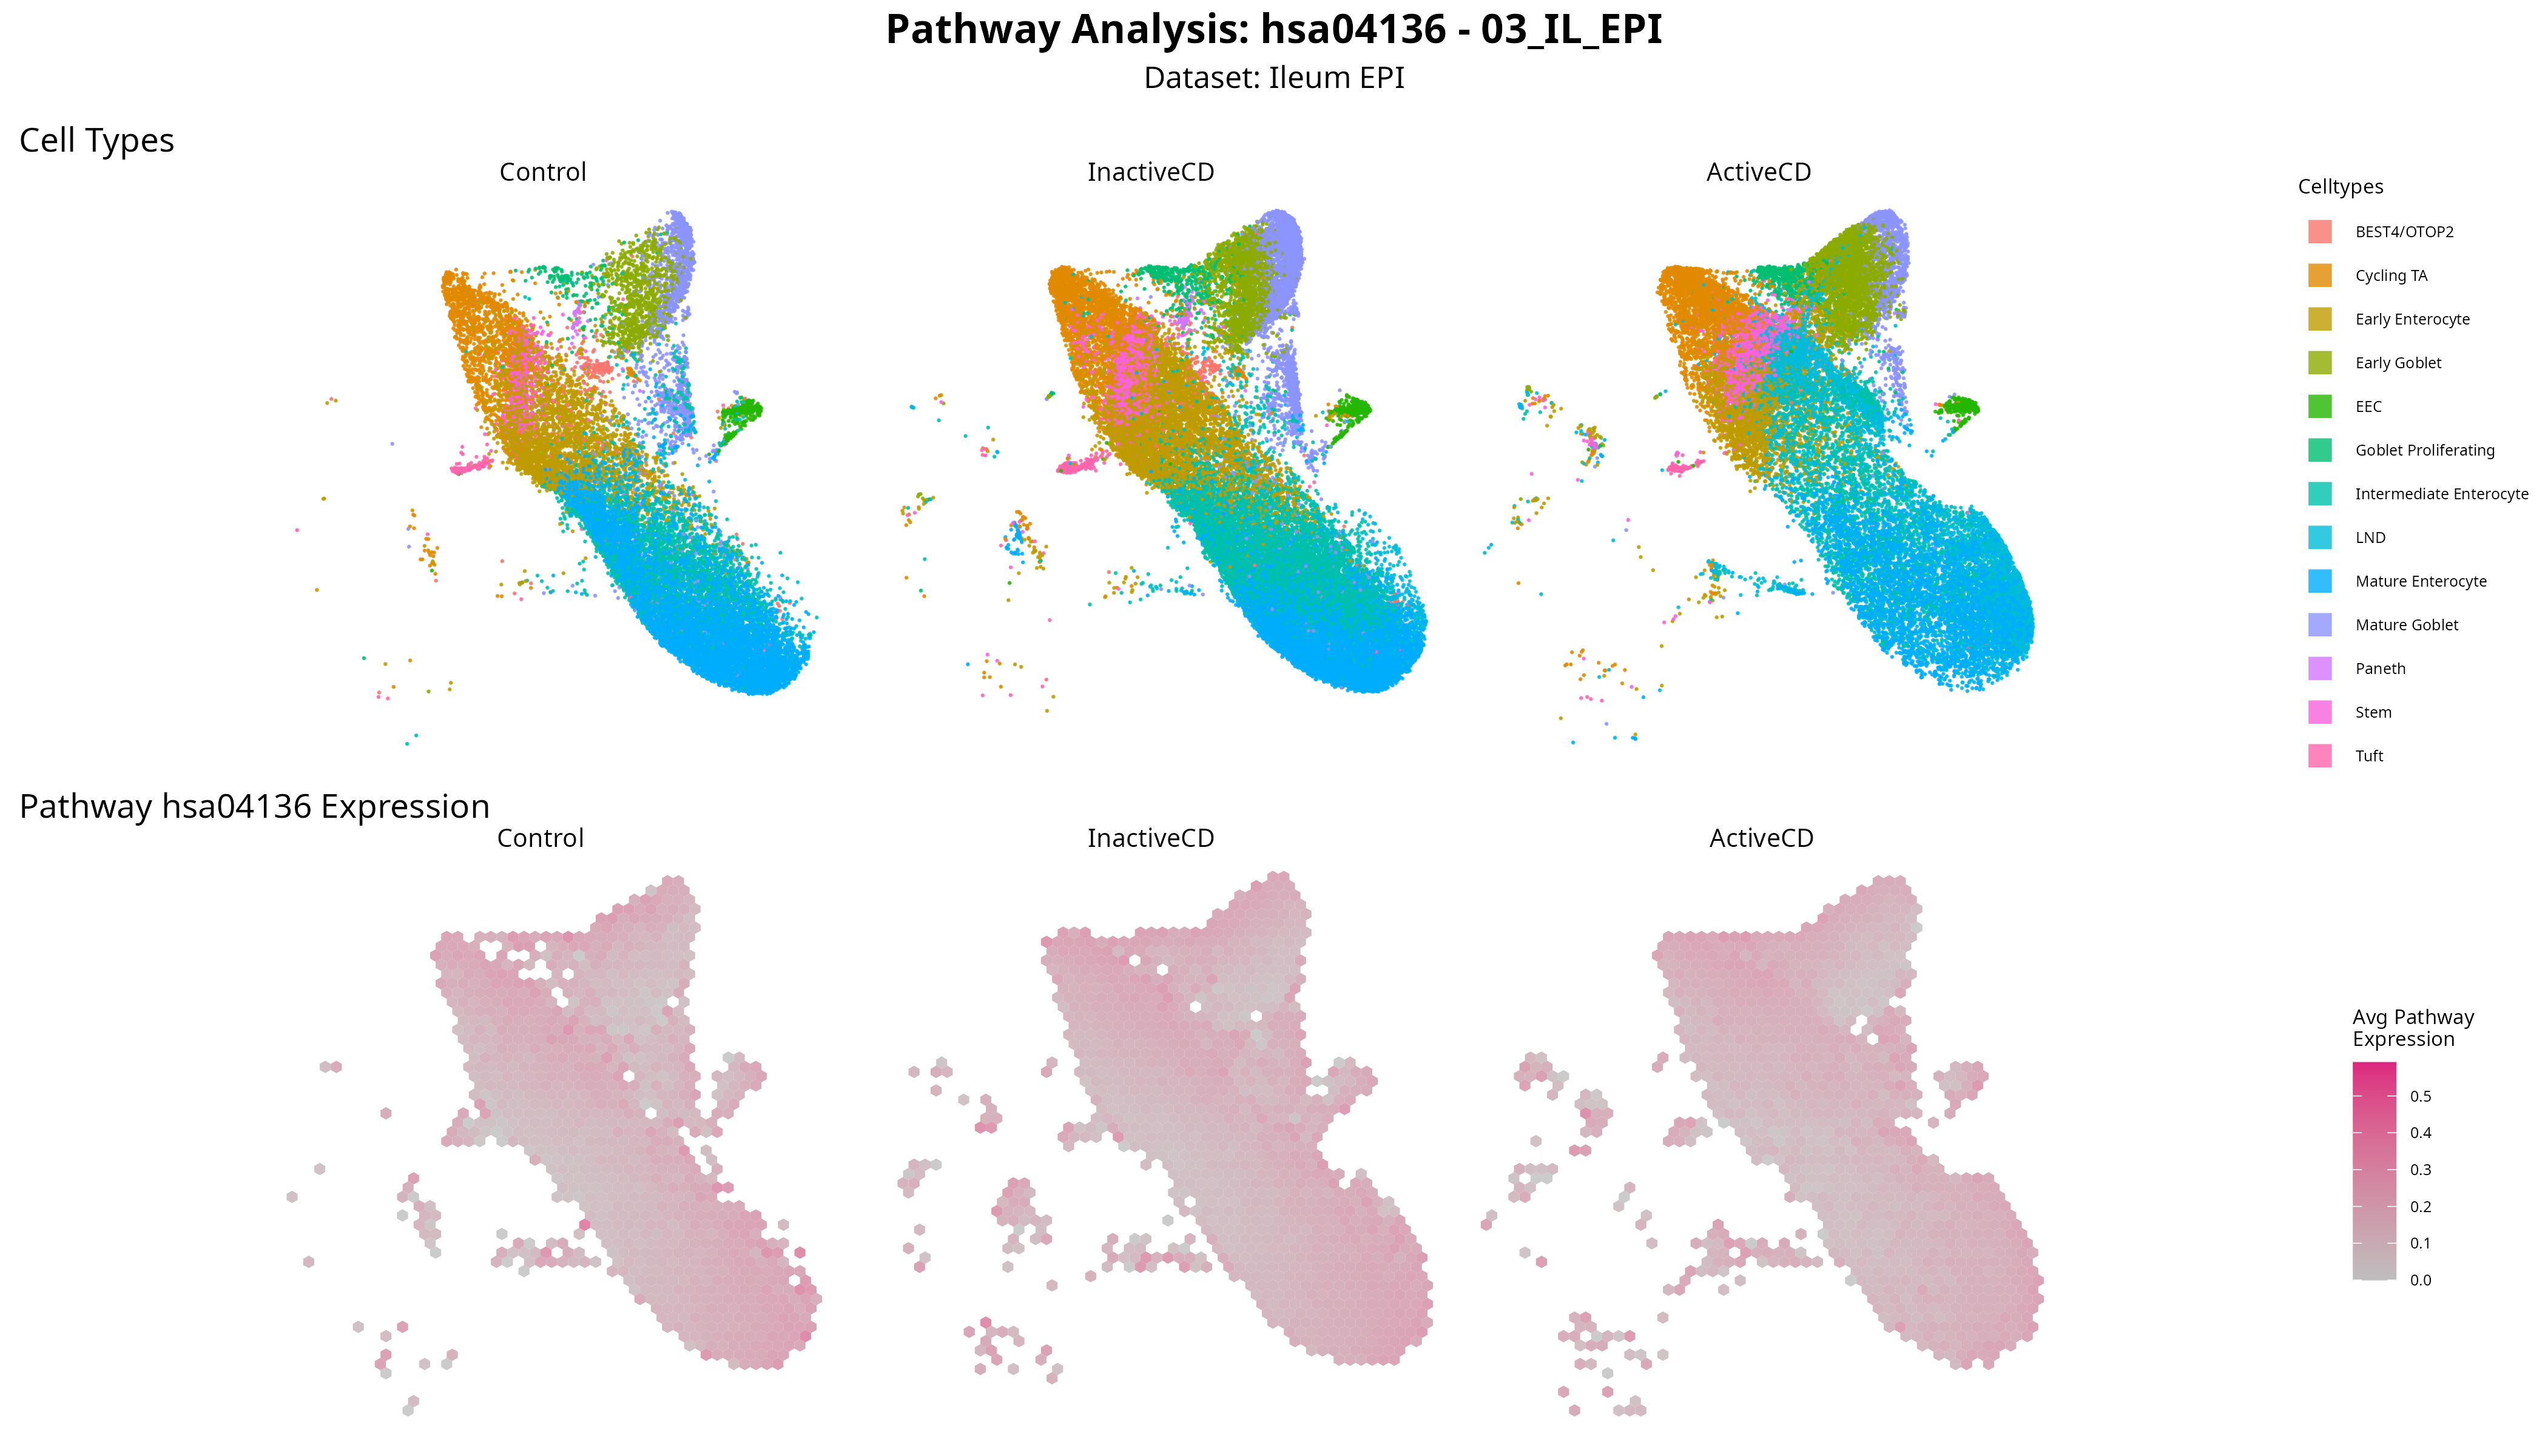 Pathway Analysis: hsa04136 - 03_IL_EPI
Dataset: Ileum EPI
Cell Types
Control
InactiveCD
ActiveCD
Celltypes
BEST4/OTOP2
Cycling TA
Early Enterocyte
Early Goblet
EEC
Goblet Proliferating
Intermediate Enterocyte
LND
Mature Enterocyte
Mature Goblet
Paneth
Stem
Tuft
Pathway hsa04136 Expression
Control
InactiveCD
ActiveCD
Avg Pathway
Expression
0.5
0.4
0.3
0.2
0.1
0.0